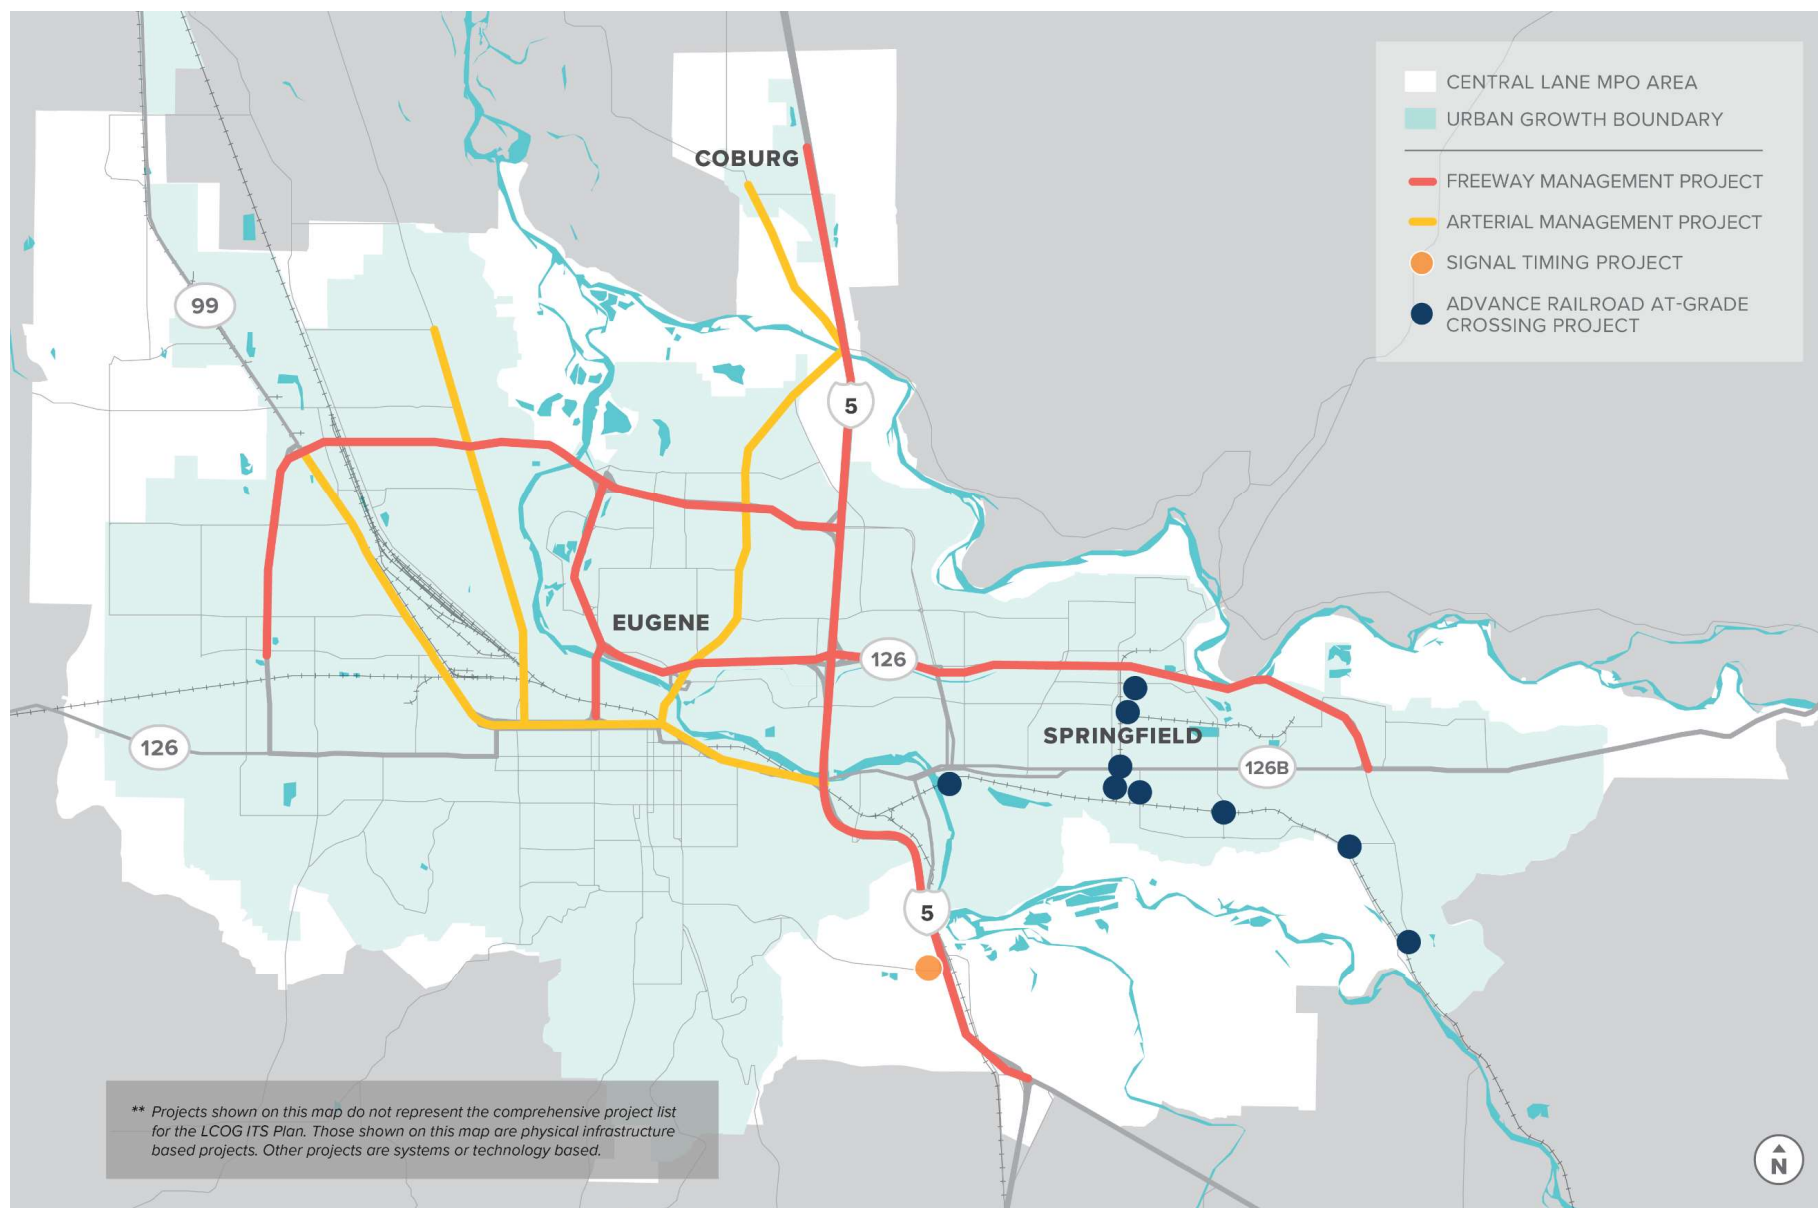 CENTRAL LANE MPO AREA
URBAN GROWTH BOUNDARY
FREEWAY MANAGEMENT PROJECT
ARTERIAL MANAGEMENT PROJECT
SIGNAL TIMING PROJECT
ADVANCE RAILROAD AT-GRADE
CROSSING PROJECT
COBURG
99
5
EUGENE
126
SPRINGFIELD
126
126B
5
** Projects shown on this map do not represent the comprehensive project list
for the LCOG ITS Plan. Those shown on this map are physical infrastructure
based projects. Other projects are systems or technology based.
N